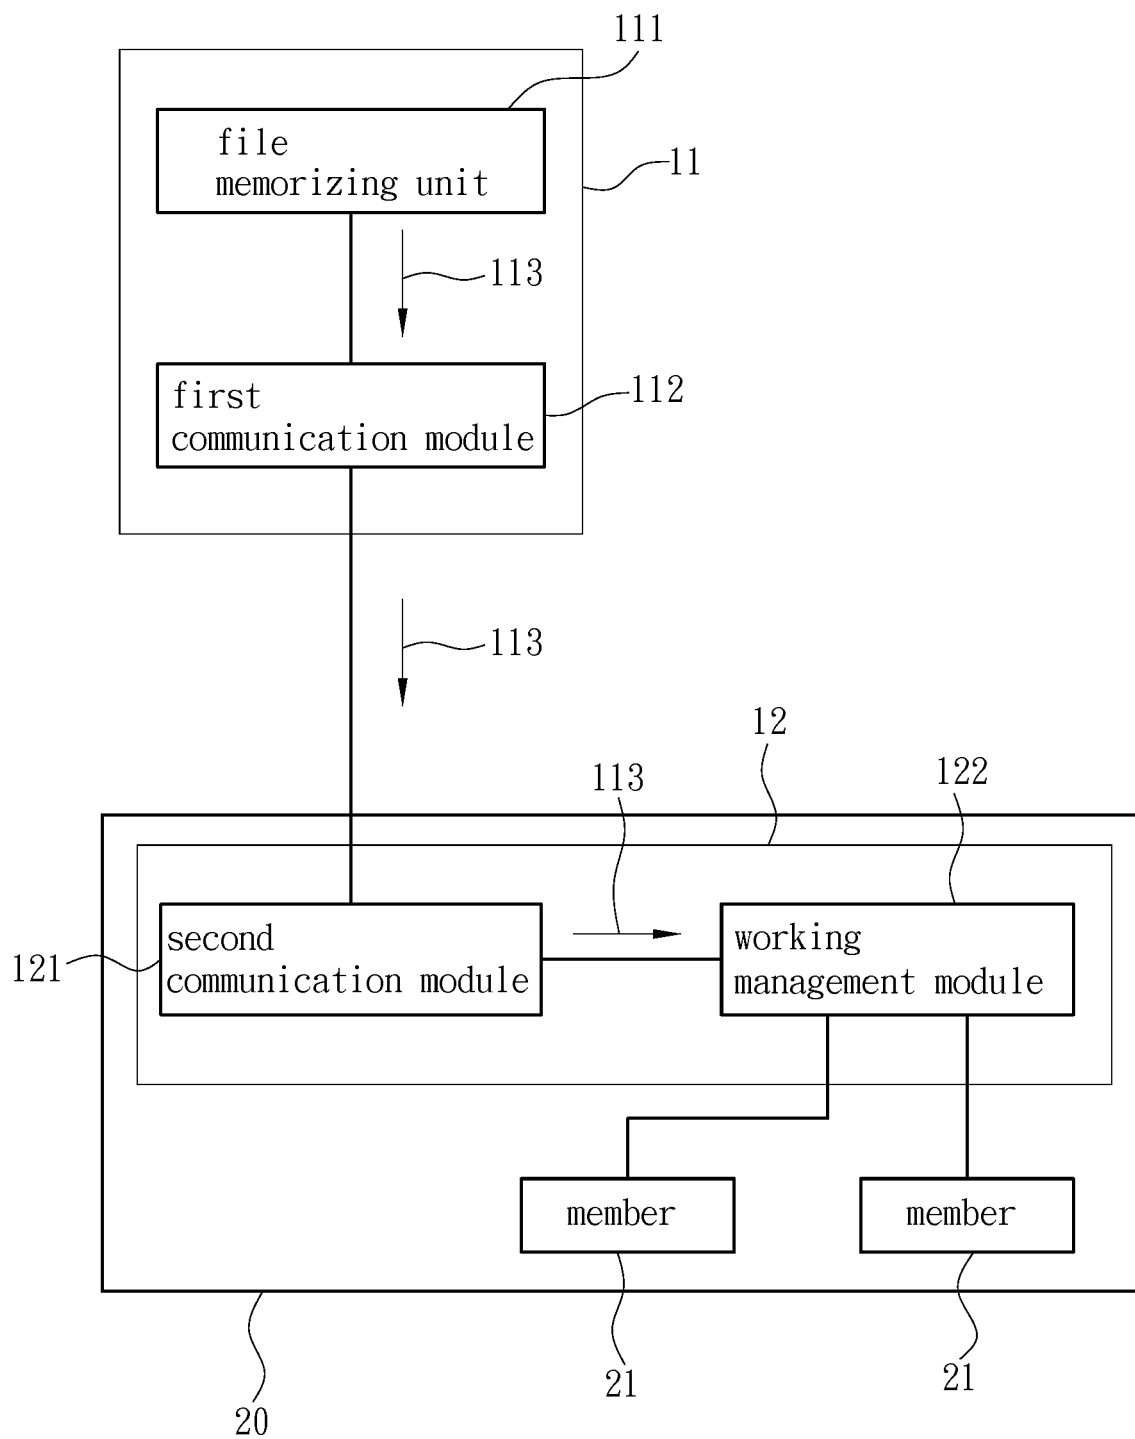 111
file
memorizing unit
11
113
first
communication module
112
113
12
113
122
second
communication module
working
management module
121
member
member
21
21
20